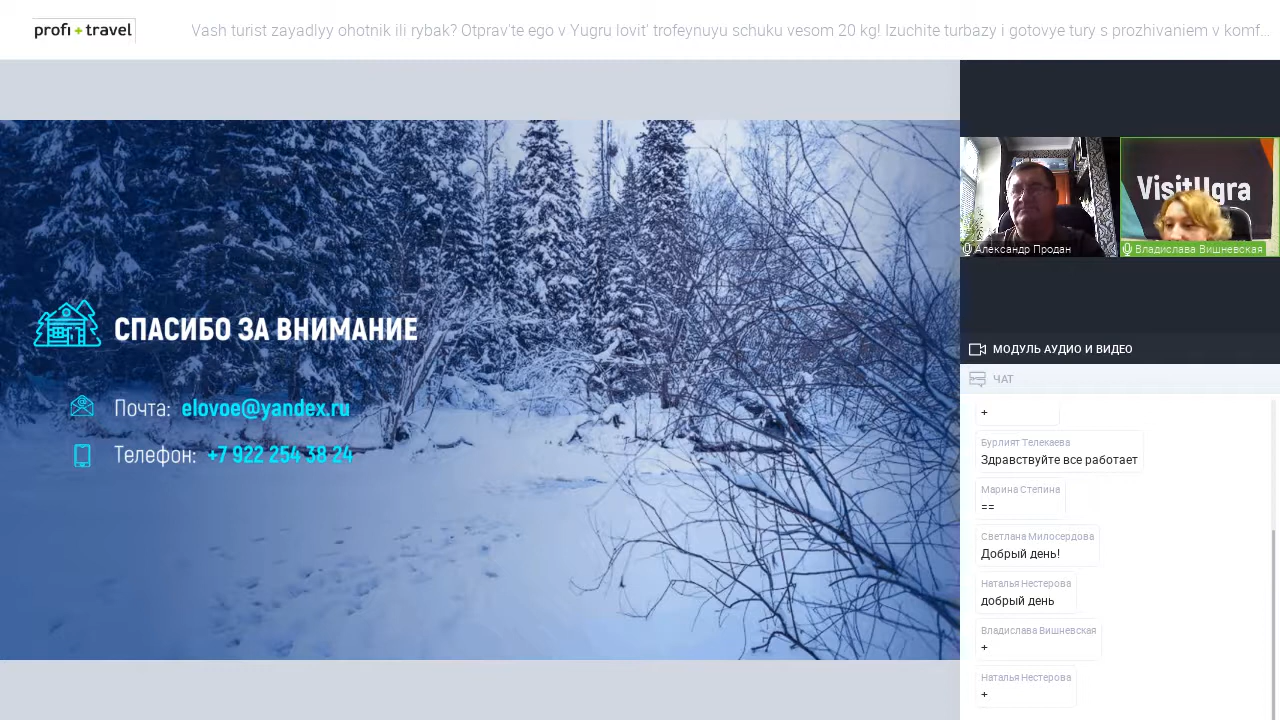 profi + travel
Vash turist zayadlyy ohotnik ili rybak? Otprav'te ego v Yugru lovit' trofeynuyu schuku vesom 20 kg! Izuchite turbazy i gotovye tury s prozhivaniem v komf...
VisitUgra
Александр Продан
Владислава Вишневская
СПАСИБО ЗА ВНИМАНИЕ
Почта: elovoe@yandex.ru
Телефон: +7 922 254 38 24
МОДУЛЬ АУДИО И ВИДЕО
ЧАТ
+
Бурлият Телекаева
Здравствуйте все работает
Марина Степина
==
Светлана Милосердова
Добрый день!
Наталья Нестерова
добрый день
Владислава Вишневская
+
Наталья Нестерова
+